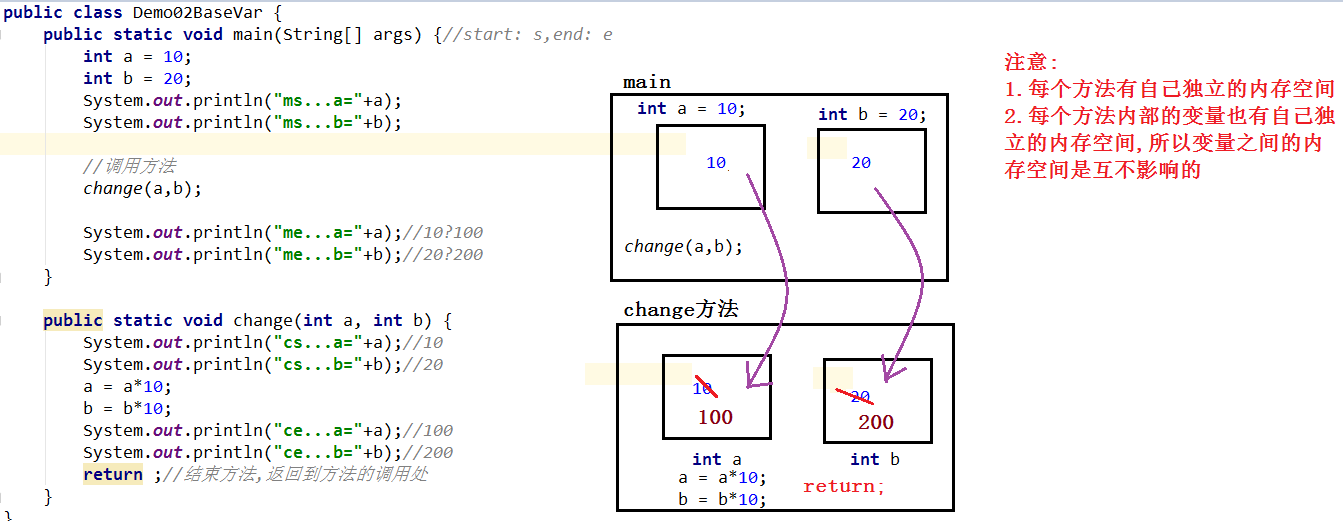 public class Demo02BaseVar {
public static void main(String[] args) {//start: s,end: e
int a = 10;
int b = 20;
System.out.println("ms...a="+a);
System.out.println("ms...b="+b);
//调用方法
change(a,b);
System.out.println("me...a="+a);//10?100
System.out.println("me...b="+b);//20?200
}
public static void change(int a, int b) {
System.out.println("cs...a="+a);//10
System.out.println("cs...b="+b);//20
a = a*10;
b = b*10;
System.out.println("ce...a="+a);//100
System.out.println("ce...b="+b);//200
return ;//结束方法,返回到方法的调用处
}
}
main
int a = 10;
int b = 20;
10
20
change(a,b);
change方法
10
20
100
200
int a
int b
a = a*10;
b = b*10;
return;
注意:
1.每个方法有自己独立的内存空间
2.每个方法内部的变量也有自己独
立的内存空间,所以变量之间的内
存空间是互不影响的